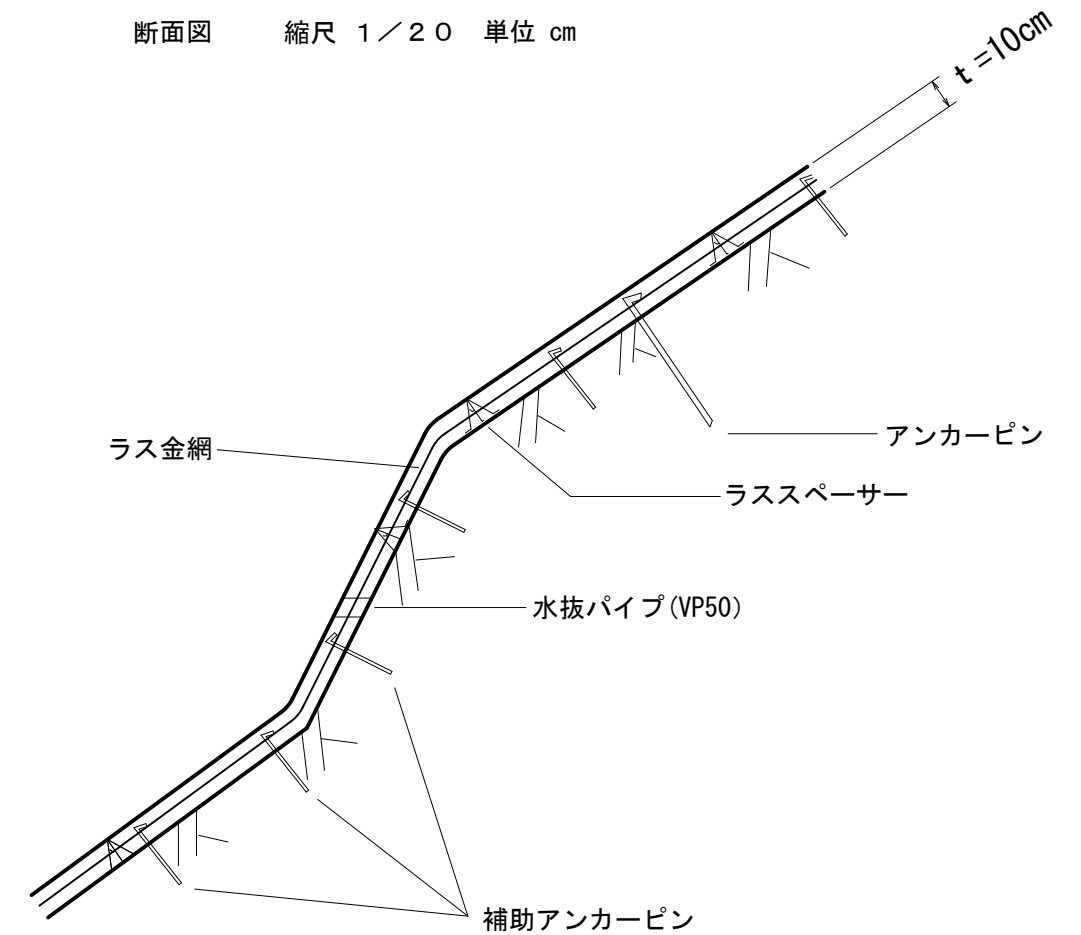 断面図 縮尺 1／20 単位 cm
t=10cm
アンカーピン
ラス金網
ラススペーサー
水抜パイプ(VP50)
補助アンカーピン